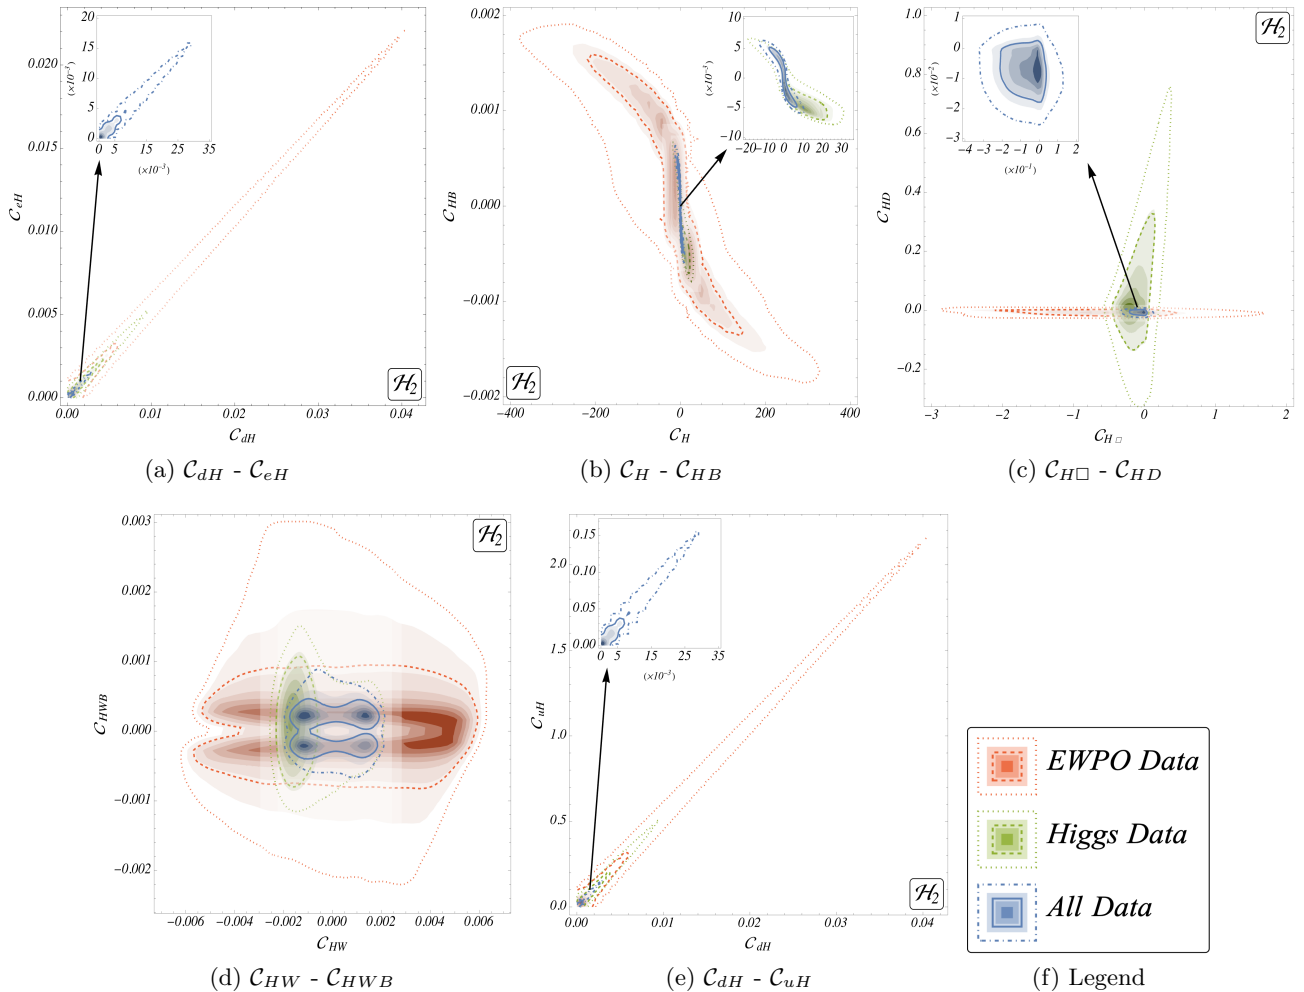 0.020
0.015
0.010
0.005
0.000
0.00 0.01 0.02 0.03 0.04
C_eH
C_dH
20
15
10
5
0
(×10⁻³)
0 5 15 25 35
(×10⁻³)
ℋ₂
(a) C_dH - C_eH
0.002
0.001
0.000
−0.001
−0.002
−400 −200 0 200 400
C_HB
C_H
10
5
0
−5
−10
(×10⁻³)
−20 −10 0 10 20 30
ℋ₂
(b) C_H - C_HB
1.0
0.8
0.6
0.4
0.2
0.0
−0.2
−3 −2 −1 0 1 2
C_HD
C_H□
1
0
−1
−2
−3
(×10⁻²)
−4 −3 −2 −1 0 1 2
(×10⁻¹)
ℋ₂
(c) C_H□ - C_HD
0.003
0.002
0.001
0.000
−0.001
−0.002
−0.006 −0.004 −0.002 0.000 0.002 0.004 0.006
C_HWB
C_HW
ℋ₂
(d) C_HW - C_HWB
2.0
1.5
1.0
0.5
0.0
0.00 0.01 0.02 0.03 0.04
C_uH
C_dH
0.15
0.10
0.05
0.00
0 5 15 25 35
(×10⁻³)
ℋ₂
(e) C_dH - C_uH
EWPO Data
Higgs Data
All Data
(f) Legend